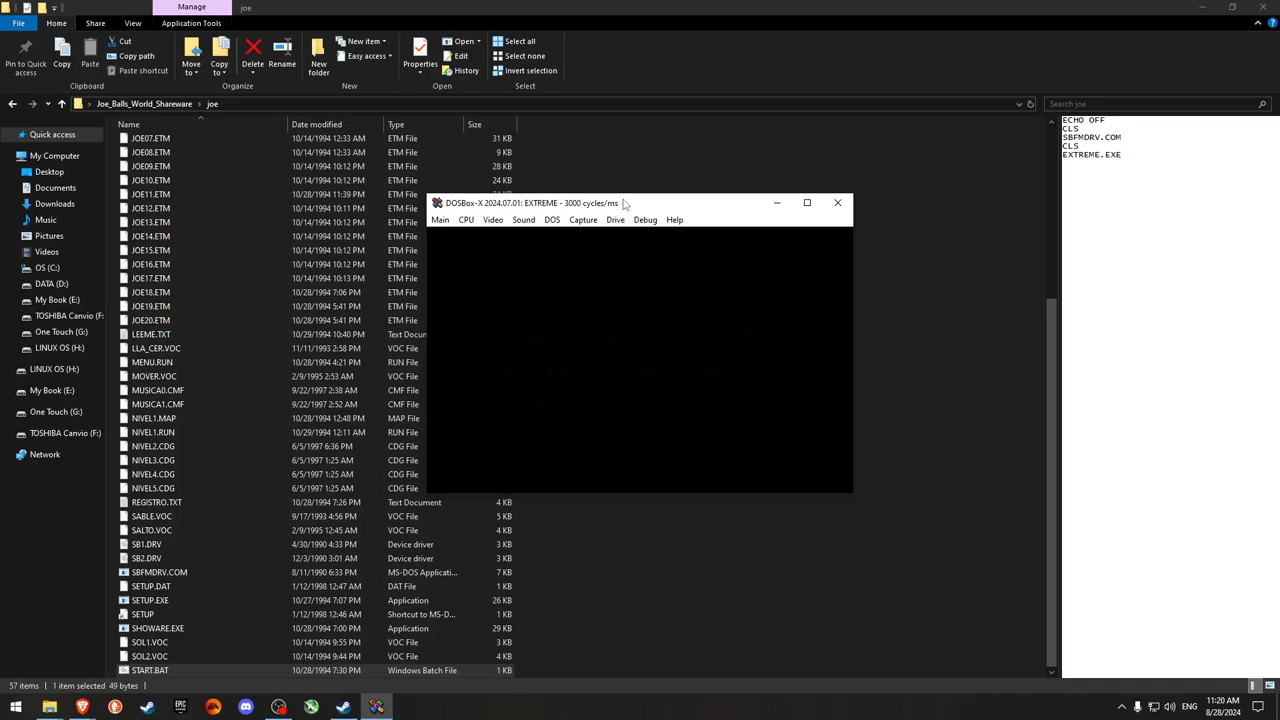 Manage
joe
File
Home
Share
View
Application Tools
Pin to Quick access
Copy
Paste
Cut
Copy path
Paste shortcut
Clipboard
Move to
Copy to
Delete
Rename
Organize
New folder
New item
Easy access
New
Properties
Open
Edit
History
Open
Select all
Select none
Invert selection
Select
Joe_Balls_World_Shareware > joe
Search joe
Quick access
My Computer
Desktop
Documents
Downloads
Music
Pictures
Videos
OS (C:)
DATA (D:)
My Book (E:)
TOSHIBA Canvio (F:
One Touch (G:)
LINUX OS (H:)
LINUX OS (H:)
My Book (E:)
One Touch (G:)
TOSHIBA Canvio (F:)
Network
Name Date modified Type Size
JOE07.ETM 10/14/1994 12:33 AM ETM File 31 KB
JOE08.ETM 10/14/1994 12:33 AM ETM File 9 KB
JOE09.ETM 10/14/1994 10:12 PM ETM File 28 KB
JOE10.ETM 10/14/1994 10:12 PM ETM File 24 KB
JOE11.ETM 10/28/1994 11:39 PM ETM File
JOE12.ETM 10/14/1994 10:12 PM ETM File
JOE13.ETM 10/14/1994 10:12 PM ETM File
JOE14.ETM 10/14/1994 10:12 PM ETM File
JOE15.ETM 10/14/1994 10:12 PM ETM File
JOE16.ETM 10/14/1994 10:12 PM ETM File
JOE17.ETM 10/14/1994 10:13 PM ETM File
JOE18.ETM 10/28/1994 7:06 PM ETM File
JOE19.ETM 10/28/1994 5:41 PM ETM File
JOE20.ETM 10/28/1994 5:41 PM ETM File
LEEME.TXT 10/29/1994 10:40 PM Text Docu
LLA_CER.VOC 11/11/1993 2:58 PM VOC File
MENU.RUN 10/28/1994 4:21 PM RUN File
MOVER.VOC 2/9/1995 2:53 AM VOC File
MUSICA0.CMF 9/22/1997 2:38 AM CMF File
MUSICA1.CMF 9/22/1997 2:52 AM CMF File
NIVEL1.MAP 10/28/1994 12:48 PM MAP File
NIVEL1.RUN 10/29/1994 12:11 AM RUN File
NIVEL2.CDG 6/5/1997 6:36 PM CDG File
NIVEL3.CDG 6/5/1997 1:25 AM CDG File
NIVEL4.CDG 6/5/1997 1:25 AM CDG File
NIVEL5.CDG 6/5/1997 1:25 AM CDG File
REGISTRO.TXT 10/28/1994 7:26 PM Text Document 4 KB
SABLE.VOC 9/17/1993 4:56 PM VOC File 5 KB
SALTO.VOC 2/9/1995 12:45 AM VOC File 4 KB
SB1.DRV 4/30/1990 4:33 PM Device driver 3 KB
SB2.DRV 12/3/1990 3:01 AM Device driver 3 KB
SBFMDRV.COM 8/11/1990 6:33 PM MS-DOS Applicati... 7 KB
SETUP.DAT 1/12/1998 12:47 AM DAT File 1 KB
SETUP.EXE 10/27/1994 7:07 PM Application 26 KB
SETUP 1/12/1998 12:46 AM Shortcut to MS-D... 1 KB
SHOWARE.EXE 10/28/1994 7:00 PM Application 29 KB
SOL1.VOC 10/14/1994 9:55 PM VOC File 3 KB
SOL2.VOC 10/14/1994 9:44 PM VOC File 4 KB
START.BAT 10/28/1994 7:30 PM Windows Batch File 1 KB
DOSBox-X 2024.07.01: EXTREME - 3000 cycles/ms
Main CPU Video Sound DOS Capture Drive Debug Help
ECHO OFF
CLS
SBFMDRV.COM
CLS
EXTREME.EXE
57 items 1 item selected 49 bytes
EPIC GAMES
EA
ENG
11:20 AM
8/28/2024